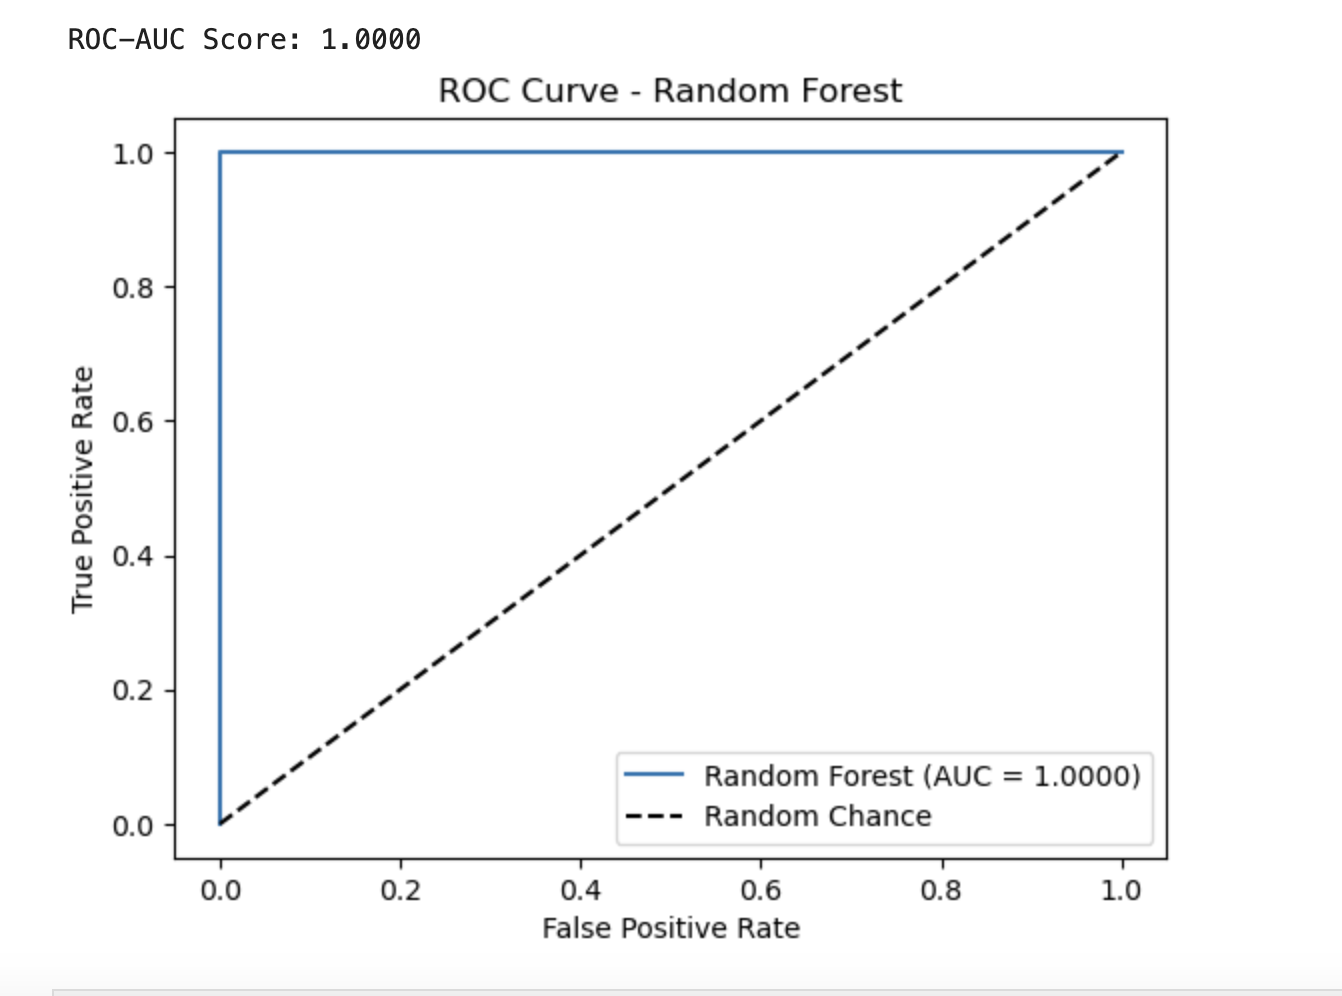 ROC-AUC Score: 1.0000
ROC Curve - Random Forest
True Positive Rate
1.0
0.8
0.6
0.4
0.2
0.0
Random Forest (AUC = 1.0000)
Random Chance
0.0 0.2 0.4 0.6 0.8 1.0
False Positive Rate